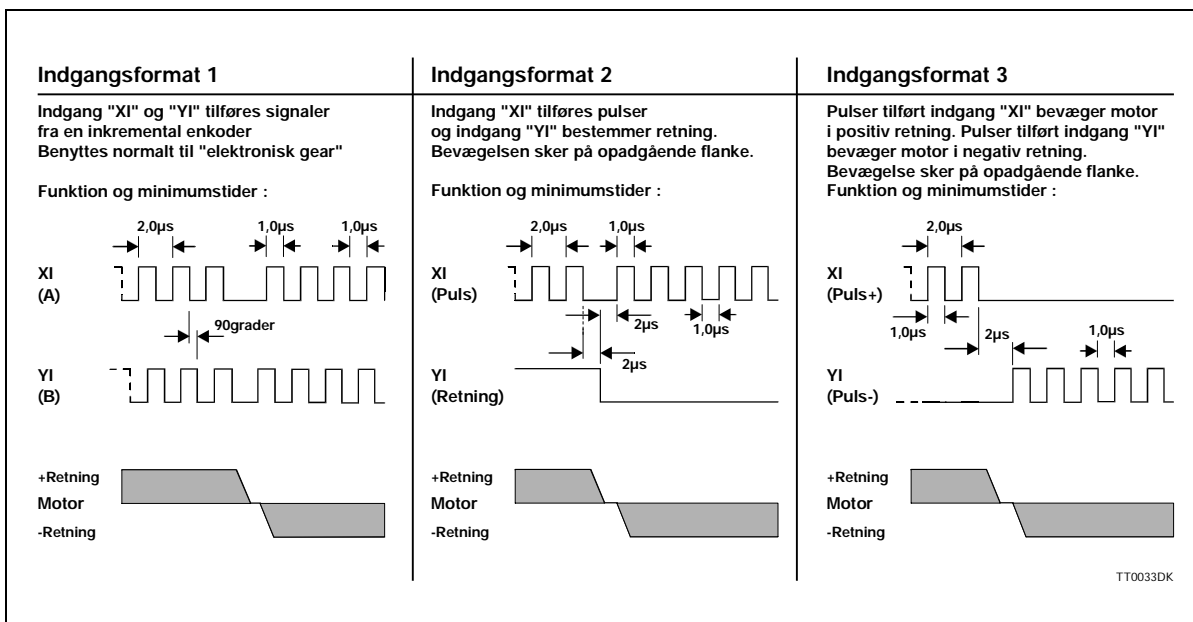 Indgangsformat 1
Indgang "XI" og "YI" tilføres signaler
fra en inkremental enkoder
Benyttes normalt til "elektronisk gear"
Funktion og minimumstider :
2,0µs
1,0µs
1,0µs
XI
(A)
90grader
YI
(B)
+Retning
Motor
-Retning
Indgangsformat 2
Indgang "XI" tilføres pulser
og indgang "YI" bestemmer retning.
Bevægelsen sker på opadgående flanke.
Funktion og minimumstider :
2,0µs
1,0µs
XI
(Puls)
2µs
1,0µs
2µs
YI
(Retning)
+Retning
Motor
-Retning
Indgangsformat 3
Pulser tilført indgang "XI" bevæger motor
i positiv retning. Pulser tilført indgang "YI"
bevæger motor i negativ retning.
Bevægelse sker på opadgående flanke.
Funktion og minimumstider :
2,0µs
XI
(Puls+)
1,0µs
2µs
1,0µs
YI
(Puls-)
+Retning
Motor
-Retning
TT0033DK